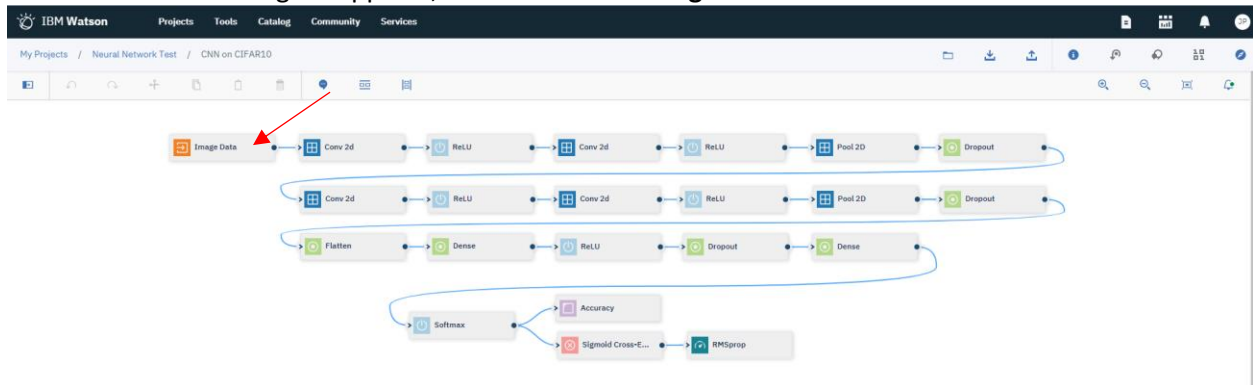 IBM Watson Projects Tools Catalog Community Services JP
My Projects / Neural Network Test / CNN on CIFAR10
Image Data Conv 2d ReLU Conv 2d ReLU Pool 2D Dropout
Conv 2d ReLU Conv 2d ReLU Pool 2D Dropout
Flatten Dense ReLU Dropout Dense
Accuracy
Softmax
Sigmoid Cross-E... RMSprop